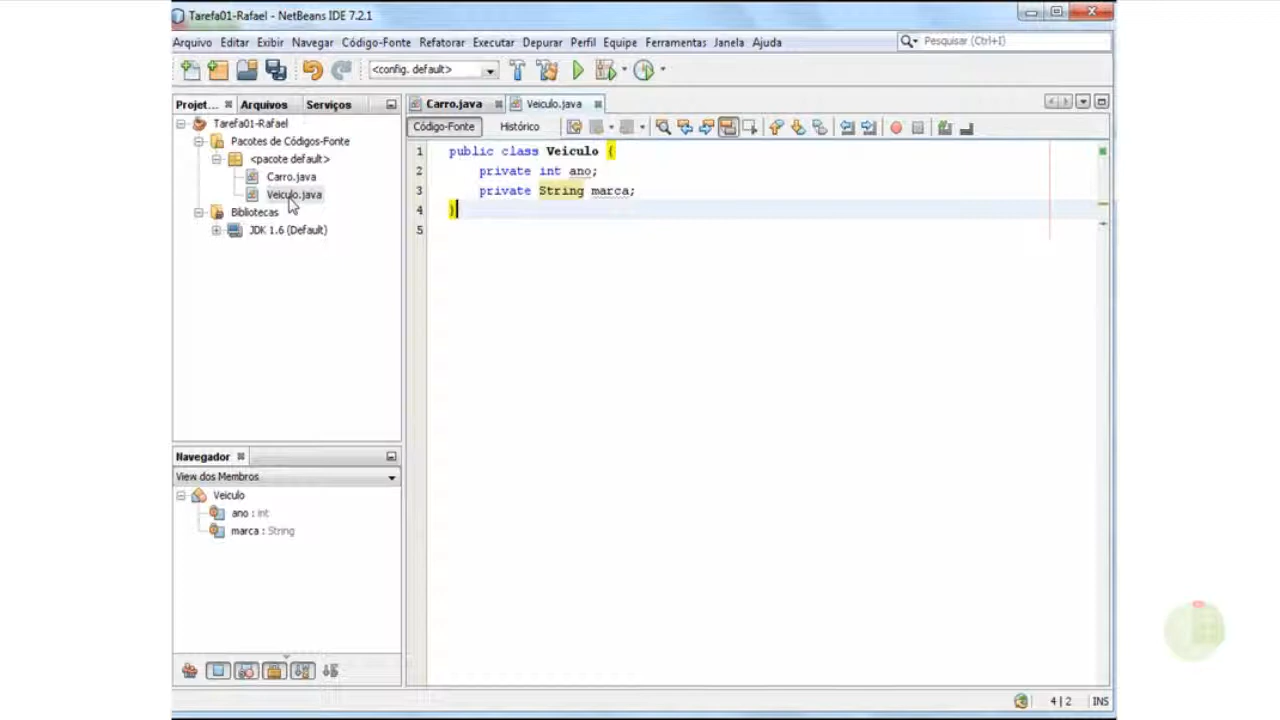 Tarefa01-Rafael - NetBeans IDE 7.2.1
Arquivo Editar Exibir Navegar Código-Fonte Refatorar Executar Depurar Perfil Equipe Ferramentas Janela Ajuda
Pesquisar (Ctrl+I)
<config. default>
Projet... Arquivos Serviços
Carro.java Veiculo.java
Código-Fonte Histórico
Tarefa01-Rafael
Pacotes de Códigos-Fonte
<pacote default>
Carro.java
Veiculo.java
Bibliotecas
JDK 1.6 (Default)
1 public class Veiculo {
2 private int ano;
3 private String marca;
4 }
5
Navegador
View dos Membros
Veiculo
ano : int
marca : String
4 | 2 INS